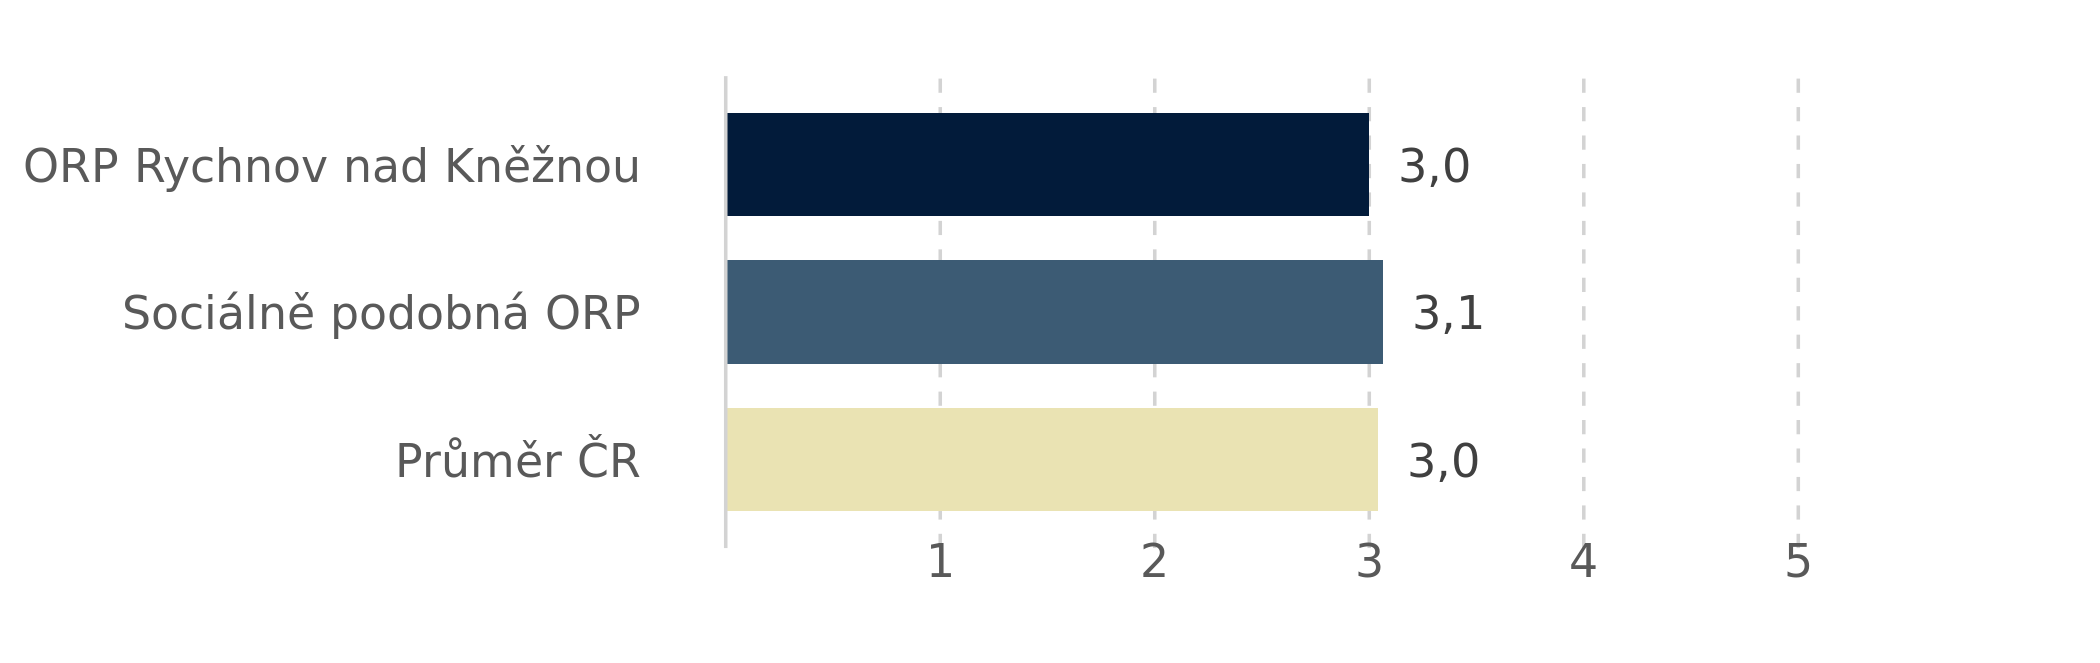 ORP Rychnov nad Kněžnou 3,0
Sociálně podobná ORP 3,1
Průměr ČR 3,0
1 2 3 4 5